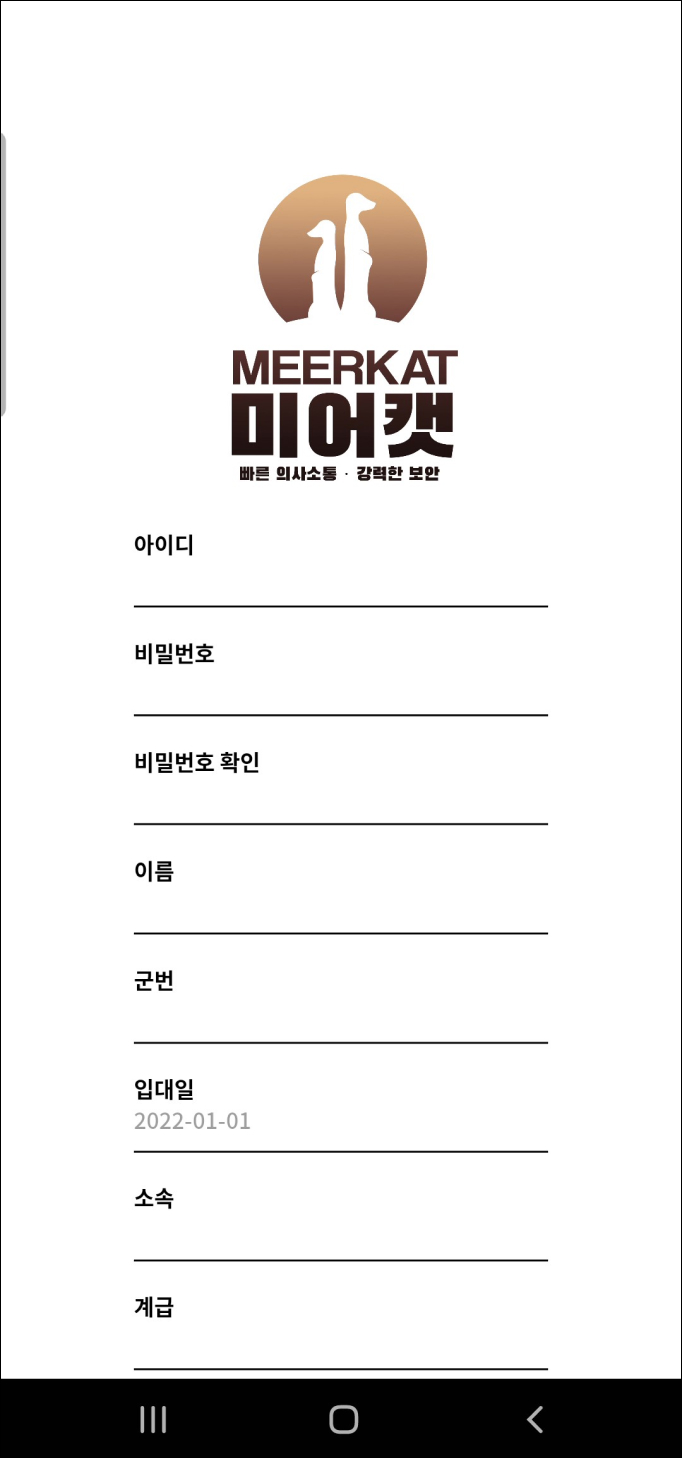 MEERKAT
미어캣
빠른 의사소통 · 강력한 보안
아이디
비밀번호
비밀번호 확인
이름
군번
입대일
2022-01-01
소속
계급